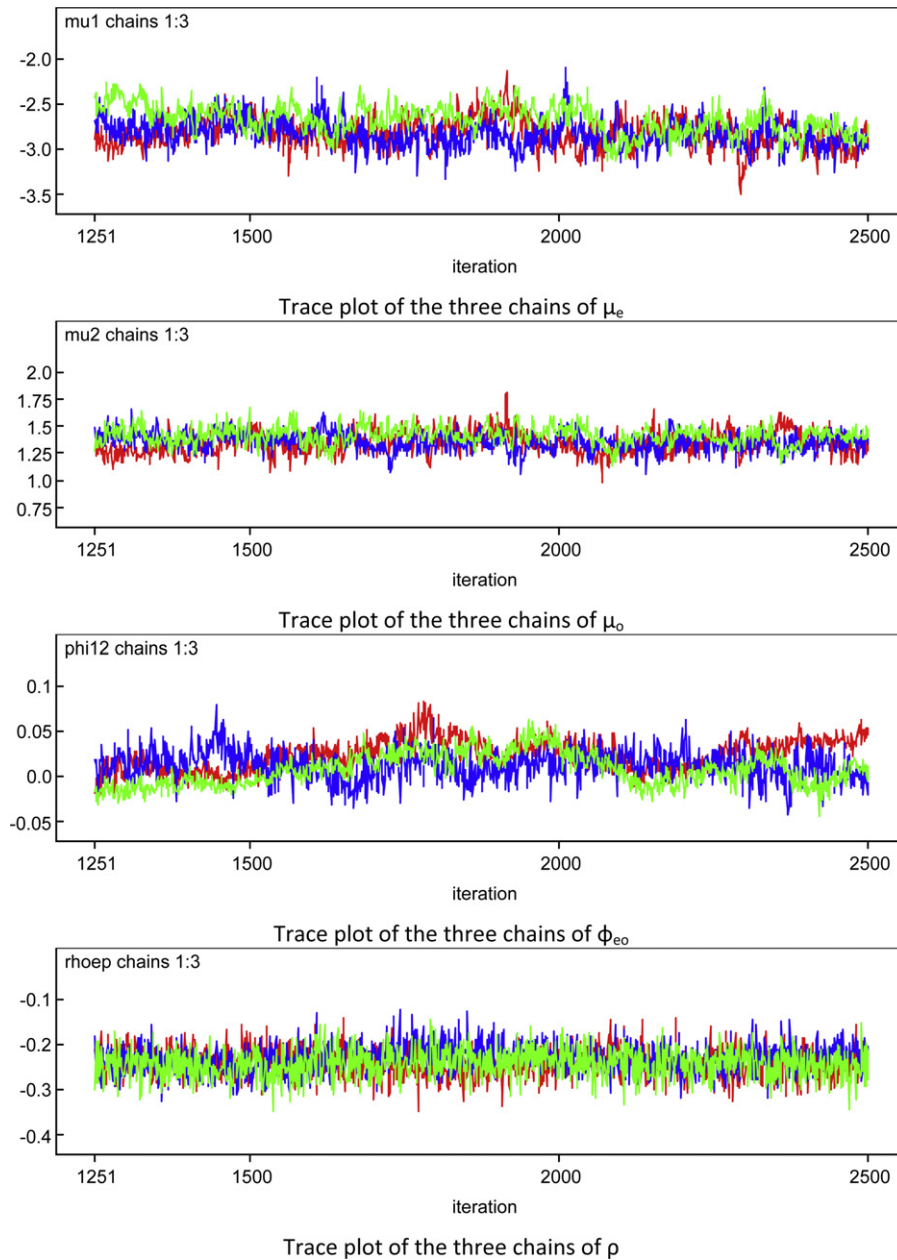 mu1 chains 1:3
-2.0
-2.5
-3.0
-3.5
1251 1500 2000 2500
iteration
Trace plot of the three chains of μₑ
mu2 chains 1:3
2.0
1.75
1.5
1.25
1.0
0.75
1251 1500 2000 2500
iteration
Trace plot of the three chains of μₒ
phi12 chains 1:3
0.1
0.05
0.0
-0.05
1251 1500 2000 2500
iteration
Trace plot of the three chains of ϕₑₒ
rhoep chains 1:3
-0.1
-0.2
-0.3
-0.4
1251 1500 2000 2500
iteration
Trace plot of the three chains of ρ